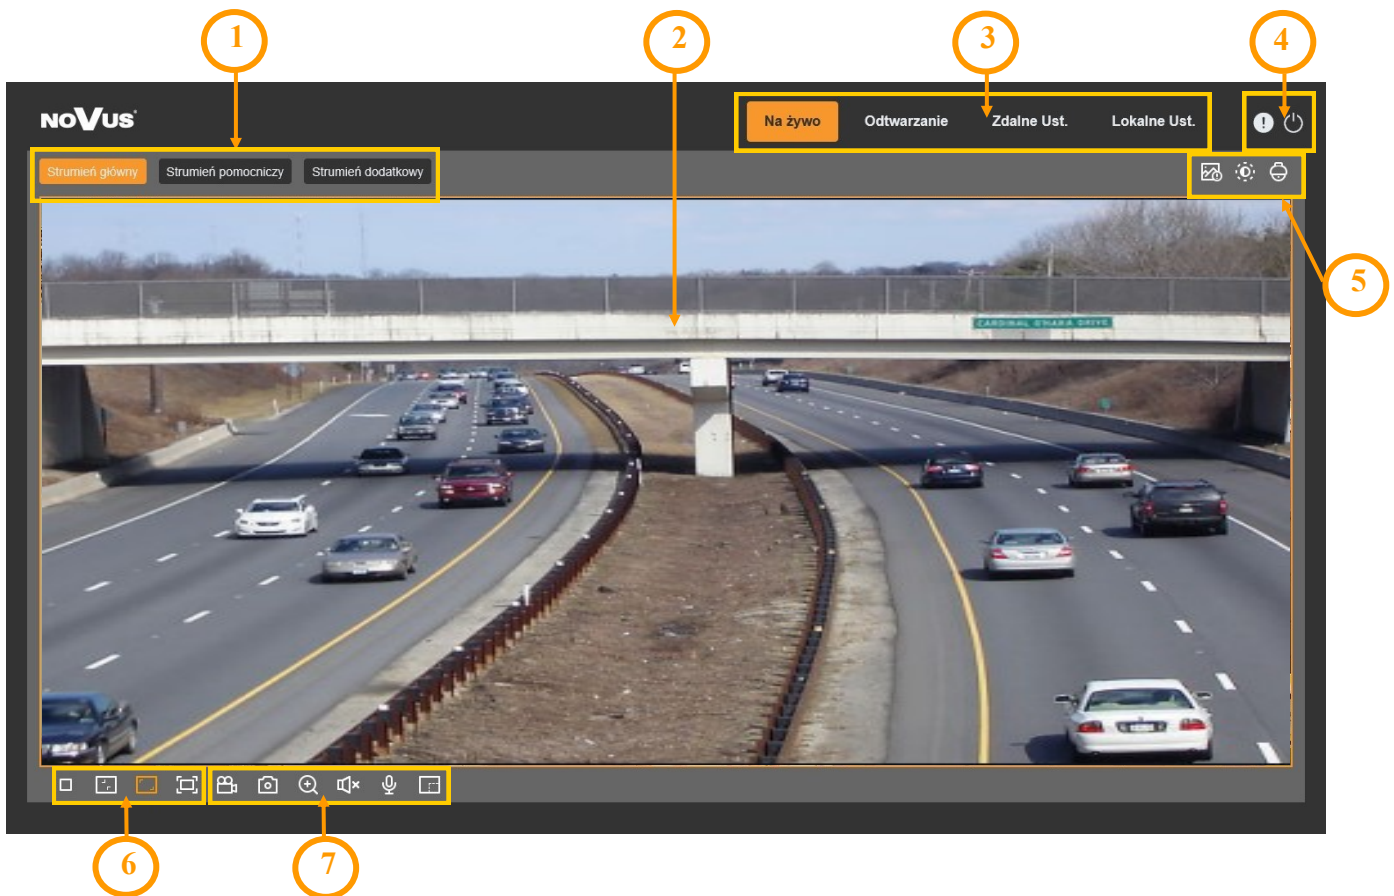 1 2 3 4
NOVUS®
Na żywo Odtwarzanie Zdalne Ust. Lokalne Ust.
Strumień główny Strumień pomocniczy Strumień dodatkowy
5
CARDINAL O'HARA DRIVE
6 7